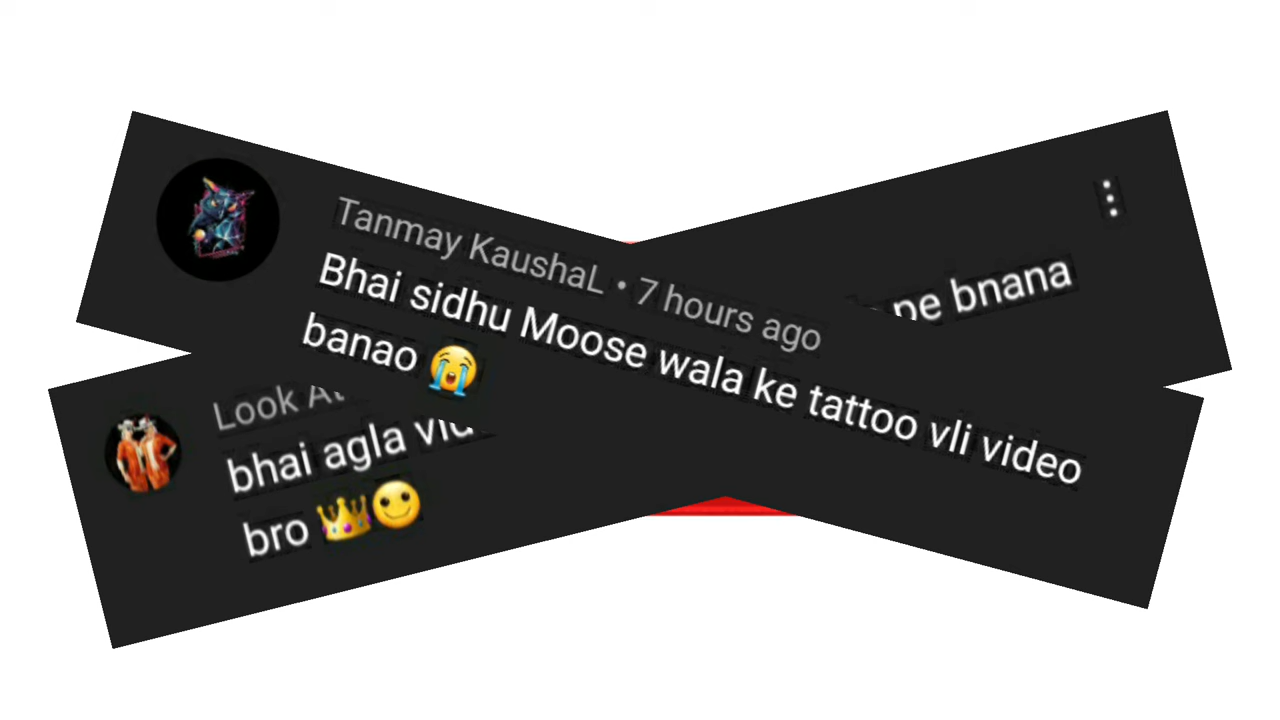 Tanmay KaushaL • 7 hours ago
Bhai sidhu Moose wala ke tattoo vli video
banao 😭
Look
bhai agla
pe bnana
bro 👑🙂